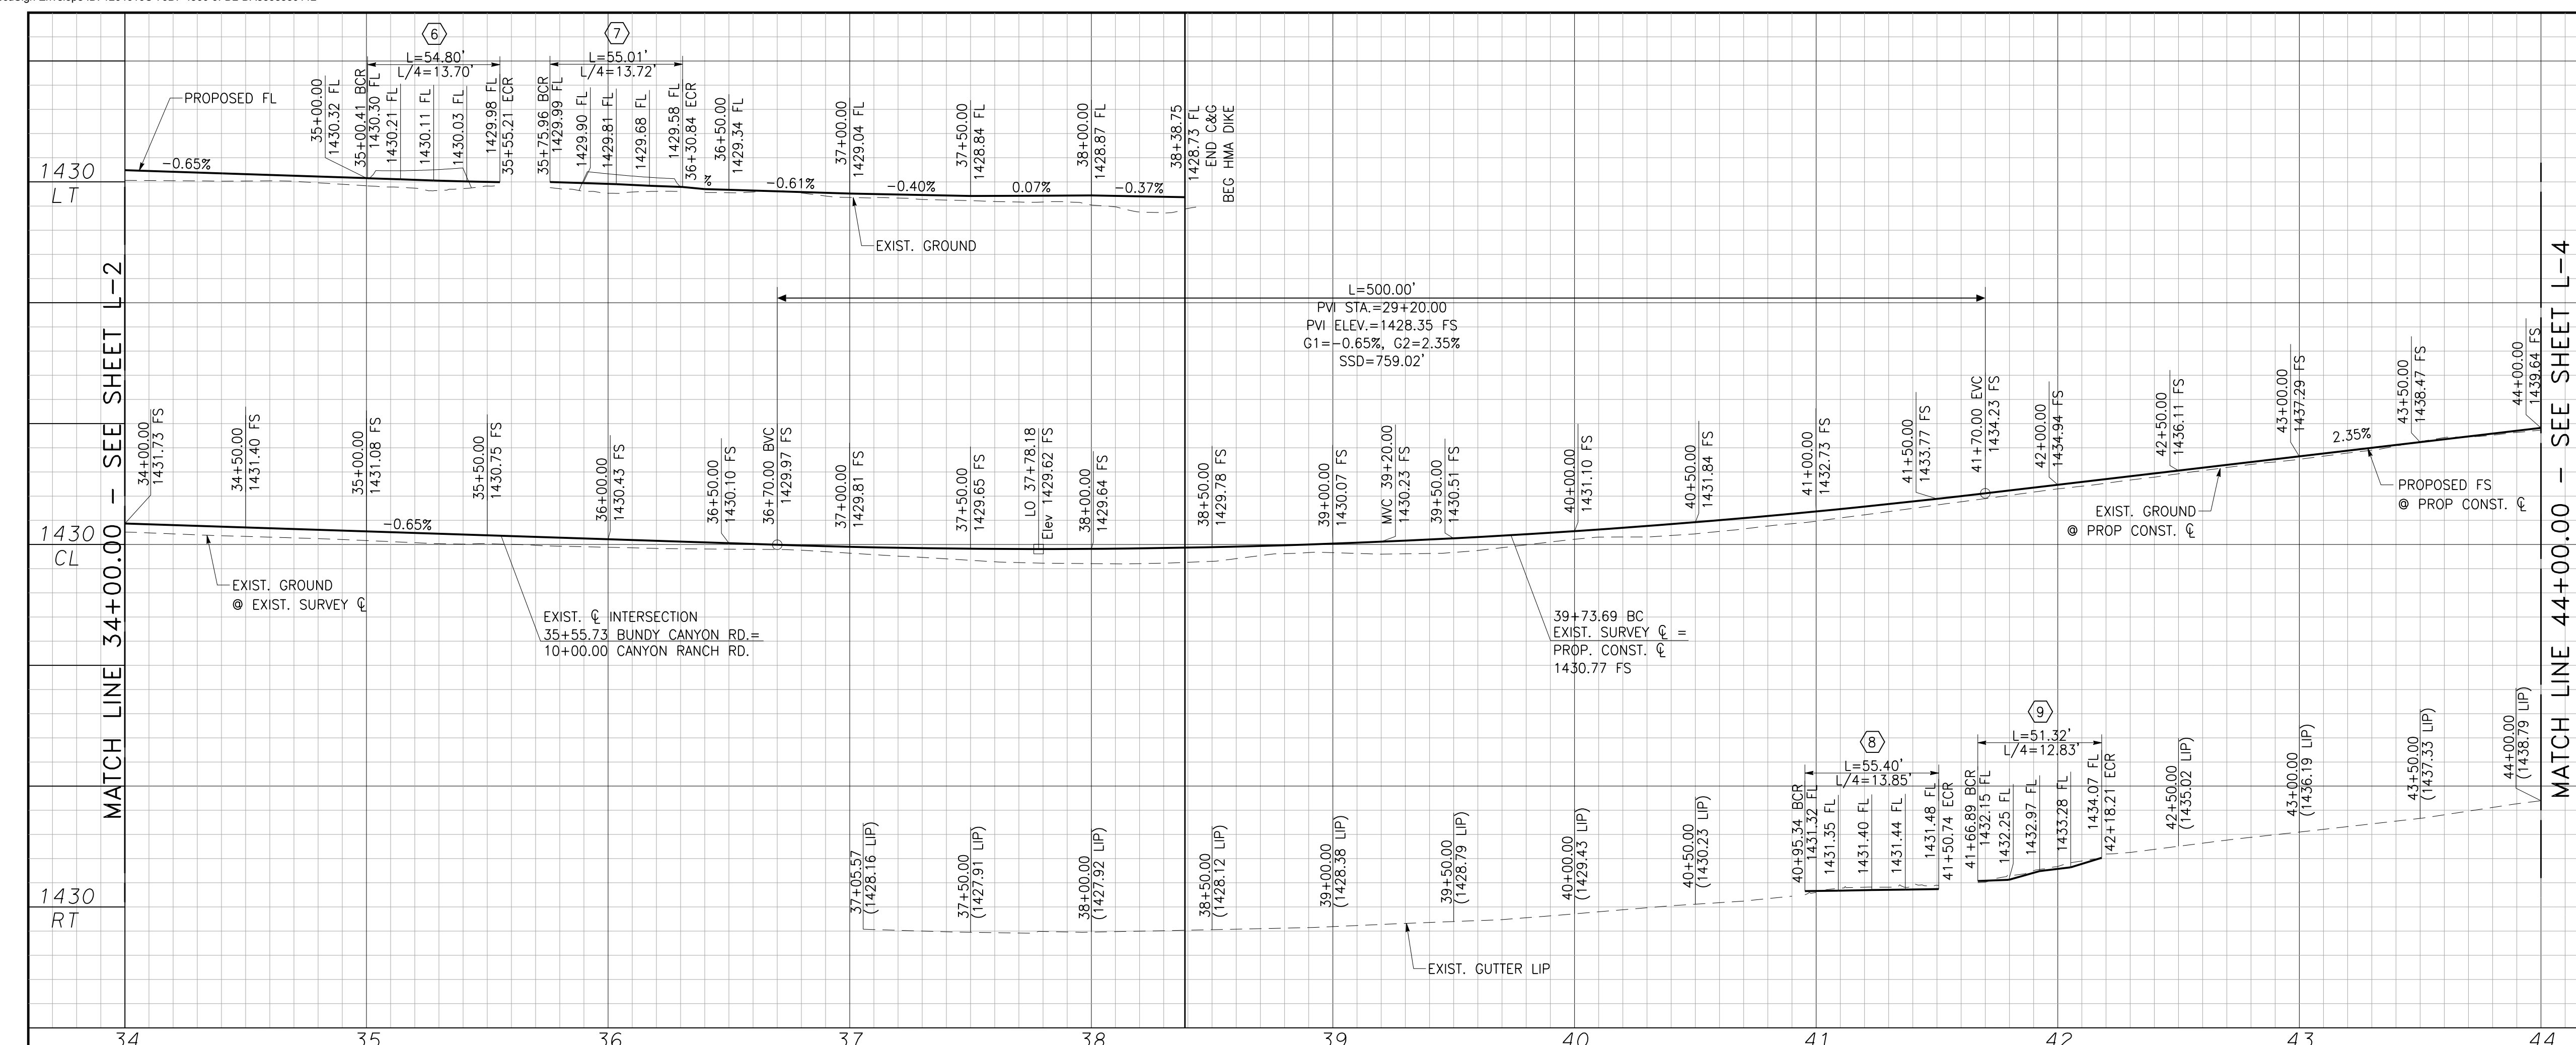 6
L=54.80'
L/4=13.70'
7
L=55.01'
L/4=13.72'
PROPOSED FL
35+00.00
1430.32 FL
35+00.41 BCR
1430.30 FL
1430.21 FL
1430.11 FL
1430.03 FL
1429.98 FL
35+55.21 ECR
35+75.96 BCR
1429.99 FL
1429.90 FL
1429.81 FL
1429.68 FL
1429.58 FL
36+30.84 ECR
36+50.00
1429.34 FL
37+00.00
1429.04 FL
37+50.00
1428.84 FL
38+00.00
1428.87 FL
38+38.75
1428.73 FL
END C&G
BEG HMA DIKE
1430
LT
-0.65%
%
-0.61%
-0.40%
0.07%
-0.37%
EXIST. GROUND
MATCH LINE 34+00.00 - SEE SHEET L-2
L=500.00'
PVI STA.=29+20.00
PVI ELEV.=1428.35 FS
G1=-0.65%, G2=2.35%
SSD=759.02'
34+00.00
1431.73 FS
34+50.00
1431.40 FS
35+00.00
1431.08 FS
35+50.00
1430.75 FS
36+00.00
1430.43 FS
36+50.00
1430.10 FS
36+70.00 BVC
1429.97 FS
37+00.00
1429.81 FS
37+50.00
1429.65 FS
LO 37+78.18
Elev 1429.62 FS
38+00.00
1429.64 FS
38+50.00
1429.78 FS
39+00.00
1430.07 FS
MVC 39+20.00
1430.23 FS
39+50.00
1430.51 FS
40+00.00
1431.10 FS
40+50.00
1431.84 FS
41+00.00
1432.73 FS
41+50.00
1433.77 FS
41+70.00 EVC
1434.23 FS
42+00.00
1434.94 FS
42+50.00
1436.11 FS
43+00.00
1437.29 FS
43+50.00
1438.47 FS
44+00.00
1439.64 FS
1430
CL
-0.65%
2.35%
PROPOSED FS
@ PROP CONST. ℄
EXIST. GROUND
@ PROP CONST. ℄
EXIST. GROUND
@ EXIST. SURVEY ℄
EXIST. ℄ INTERSECTION
35+55.73 BUNDY CANYON RD.=
10+00.00 CANYON RANCH RD.
39+73.69 BC
EXIST. SURVEY ℄ =
PROP. CONST. ℄
1430.77 FS
MATCH LINE 44+00.00 - SEE SHEET L-4
8
L=55.40'
L/4=13.85'
9
L=51.32'
L/4=12.83'
37+05.57
(1428.16 LIP)
37+50.00
(1427.91 LIP)
38+00.00
(1427.92 LIP)
38+50.00
(1428.12 LIP)
39+00.00
(1428.38 LIP)
39+50.00
(1428.79 LIP)
40+00.00
(1429.43 LIP)
40+50.00
(1430.23 LIP)
40+95.34 BCR
1431.32 FL
1431.35 FL
1431.40 FL
1431.44 FL
1431.48 FL
41+50.74 ECR
41+66.89 BCR
1432.15 FL
1432.25 FL
1432.97 FL
1433.28 FL
1434.07 FL
42+18.21 ECR
42+50.00
(1435.02 LIP)
43+00.00
(1436.19 LIP)
43+50.00
(1437.33 LIP)
44+00.00
(1438.79 LIP)
1430
RT
EXIST. GUTTER LIP
34 35 36 37 38 39 40 41 42 43 44